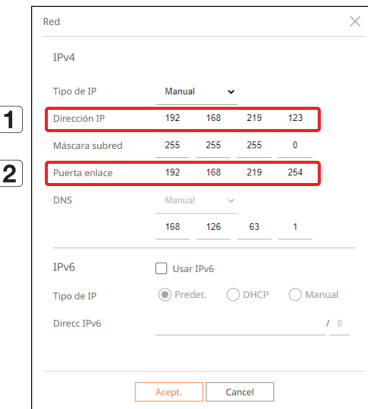 Red
IPv4
Tipo de IP Manual
1 Dirección IP 192 168 219 123
Máscara subred 255 255 255 0
2 Puerta enlace 192 168 219 254
DNS Manual
168 126 63 1
IPv6 Usar IPv6
Tipo de IP Predet. DHCP Manual
Direcc IPv6 / 0
Acept. Cancel